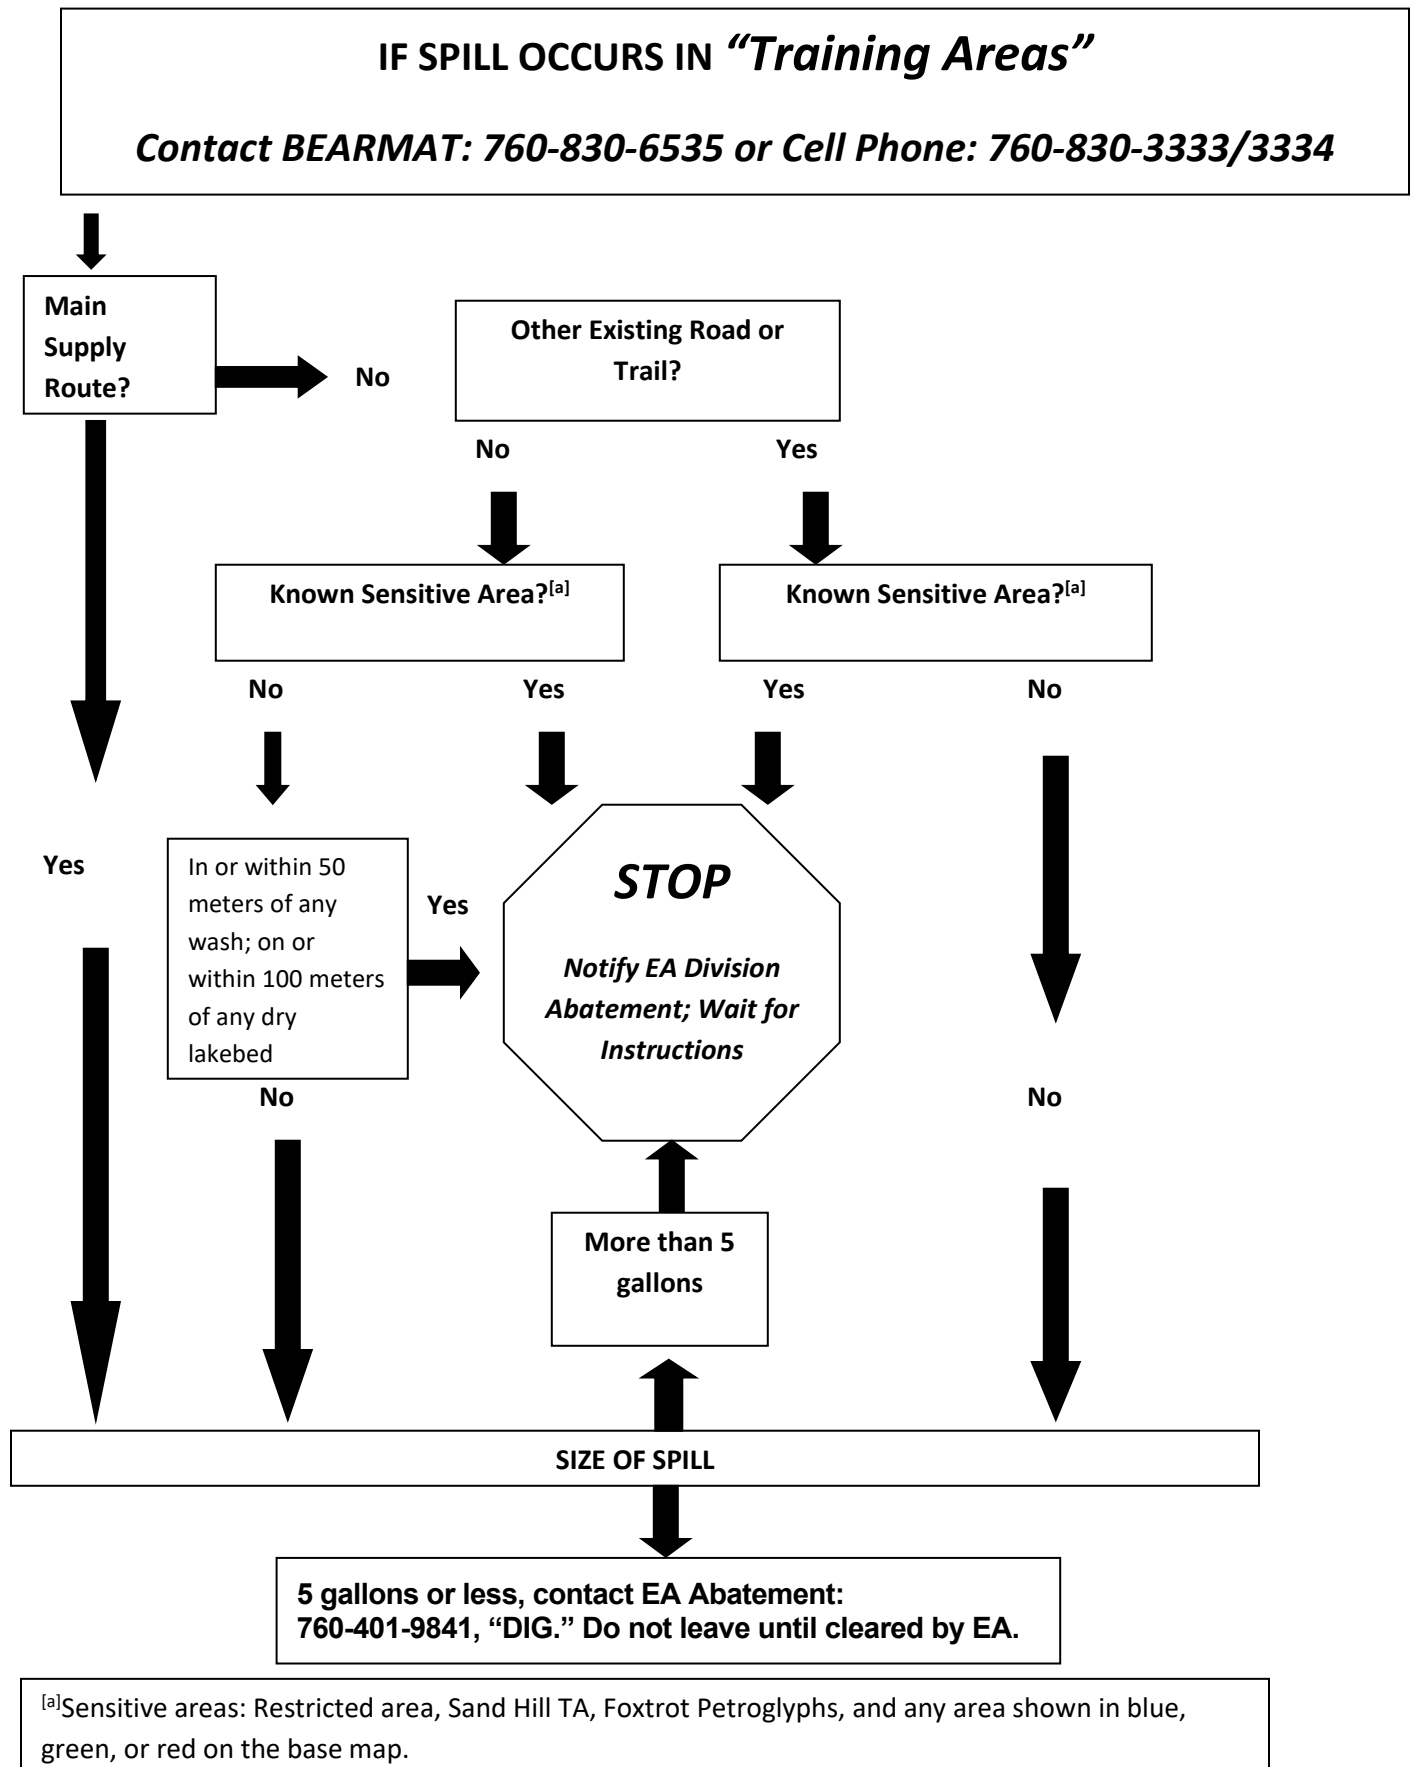 IF SPILL OCCURS IN “Training Areas”
Contact BEARMAT: 760-830-6535 or Cell Phone: 760-830-3333/3334
Main
Supply
Route?
No
Other Existing Road or
Trail?
No
Yes
Known Sensitive Area?[a]
Known Sensitive Area?[a]
No
Yes
Yes
No
Yes
In or within 50
meters of any
wash; on or
within 100 meters
of any dry
lakebed
Yes
STOP
Notify EA Division
Abatement; Wait for
Instructions
No
No
More than 5
gallons
SIZE OF SPILL
5 gallons or less, contact EA Abatement:
760-401-9841, “DIG.” Do not leave until cleared by EA.
[a]Sensitive areas: Restricted area, Sand Hill TA, Foxtrot Petroglyphs, and any area shown in blue,
green, or red on the base map.